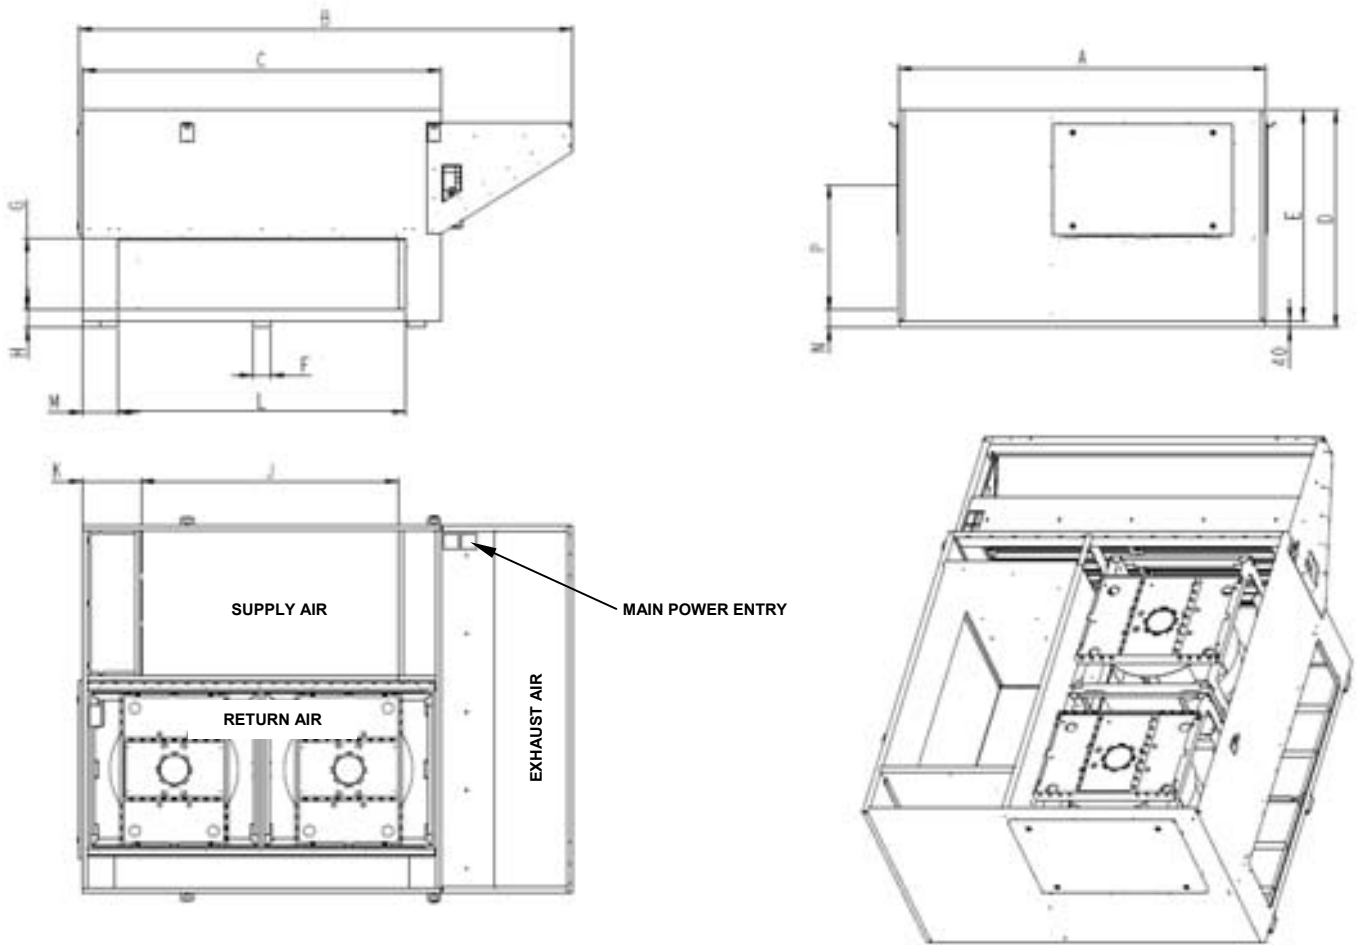 B
C
A
G
E
D
P
H
F
N
40
M
L
K
J
SUPPLY AIR
MAIN POWER ENTRY
RETURN AIR
EXHAUST AIR